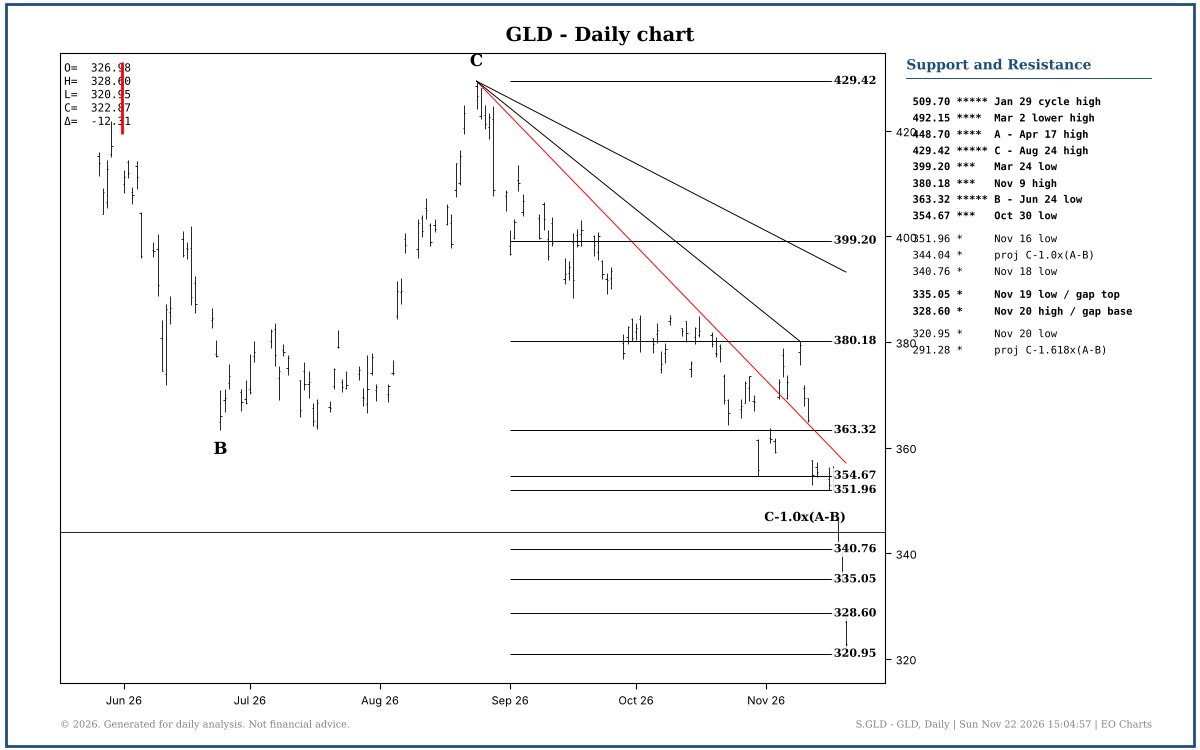 GLD - Daily chart
O= 326.98
H= 328.60
L= 320.95
C= 322.87
Δ= -12.31
C
B
429.42
399.20
380.18
363.32
354.67
351.96
C-1.0x(A-B)
340.76
335.05
328.60
320.95
420
400
380
360
340
320
Jun 26 Jul 26 Aug 26 Sep 26 Oct 26 Nov 26
Support and Resistance
509.70 ***** Jan 29 cycle high
492.15 **** Mar 2 lower high
448.70 **** A - Apr 17 high
429.42 ***** C - Aug 24 high
399.20 *** Mar 24 low
380.18 *** Nov 9 high
363.32 ***** B - Jun 24 low
354.67 *** Oct 30 low
351.96 * Nov 16 low
344.04 * proj C-1.0x(A-B)
340.76 * Nov 18 low
335.05 * Nov 19 low / gap top
328.60 * Nov 20 high / gap base
320.95 * Nov 20 low
291.28 * proj C-1.618x(A-B)
© 2026. Generated for daily analysis. Not financial advice.
S.GLD - GLD, Daily | Sun Nov 22 2026 15:04:57 | EO Charts